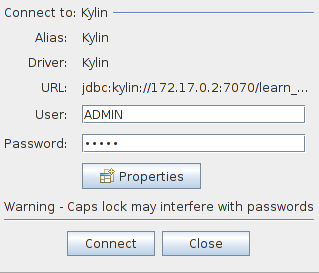 Connect to: Kylin
Alias: Kylin
Driver: Kylin
URL: jdbc:kylin://172.17.0.2:7070/learn_...
User: ADMIN
Password: •••••
Properties
Warning - Caps lock may interfere with passwords
Connect Close